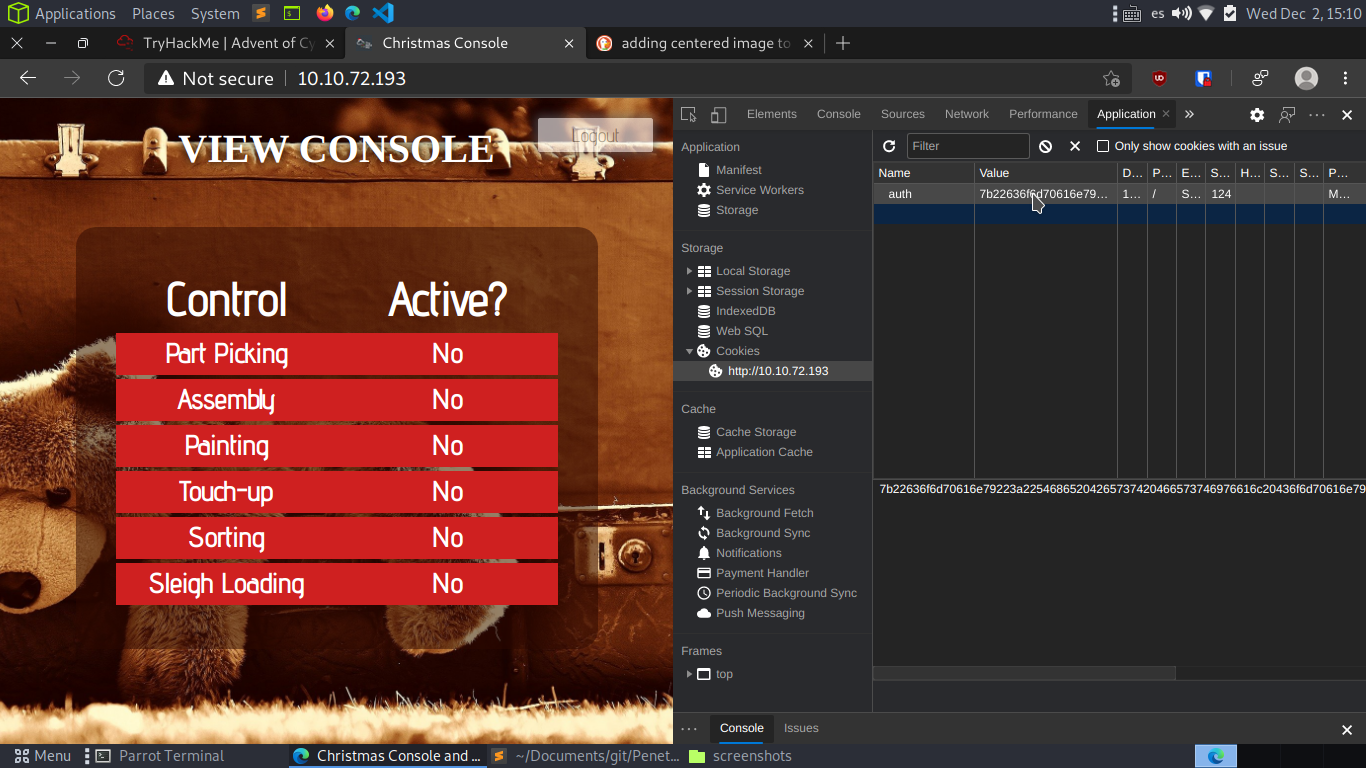 Applications Places System es Wed Dec 2, 15:10
TryHackMe | Advent of Cy Christmas Console adding centered image to
Not secure 10.10.72.193
VIEW CONSOLE
Logout
Control Active?
Part Picking No
Assembly No
Painting No
Touch-up No
Sorting No
Sleigh Loading No
Elements Console Sources Network Performance Application
Application
Manifest
Service Workers
Storage
Storage
Local Storage
Session Storage
IndexedDB
Web SQL
Cookies
http://10.10.72.193
Cache
Cache Storage
Application Cache
Background Services
Background Fetch
Background Sync
Notifications
Payment Handler
Periodic Background Sync
Push Messaging
Frames
top
Filter Only show cookies with an issue
Name Value D... P... E... S... H... S... S... P...
auth 7b22636f6d70616e79... 1... / S... 124 M...
7b22636f6d70616e79223a22546865204265737420466573746976616c20436f6d70616e79
Console Issues
Menu Parrot Terminal Christmas Console and ... ~/Documents/git/Penet... screenshots